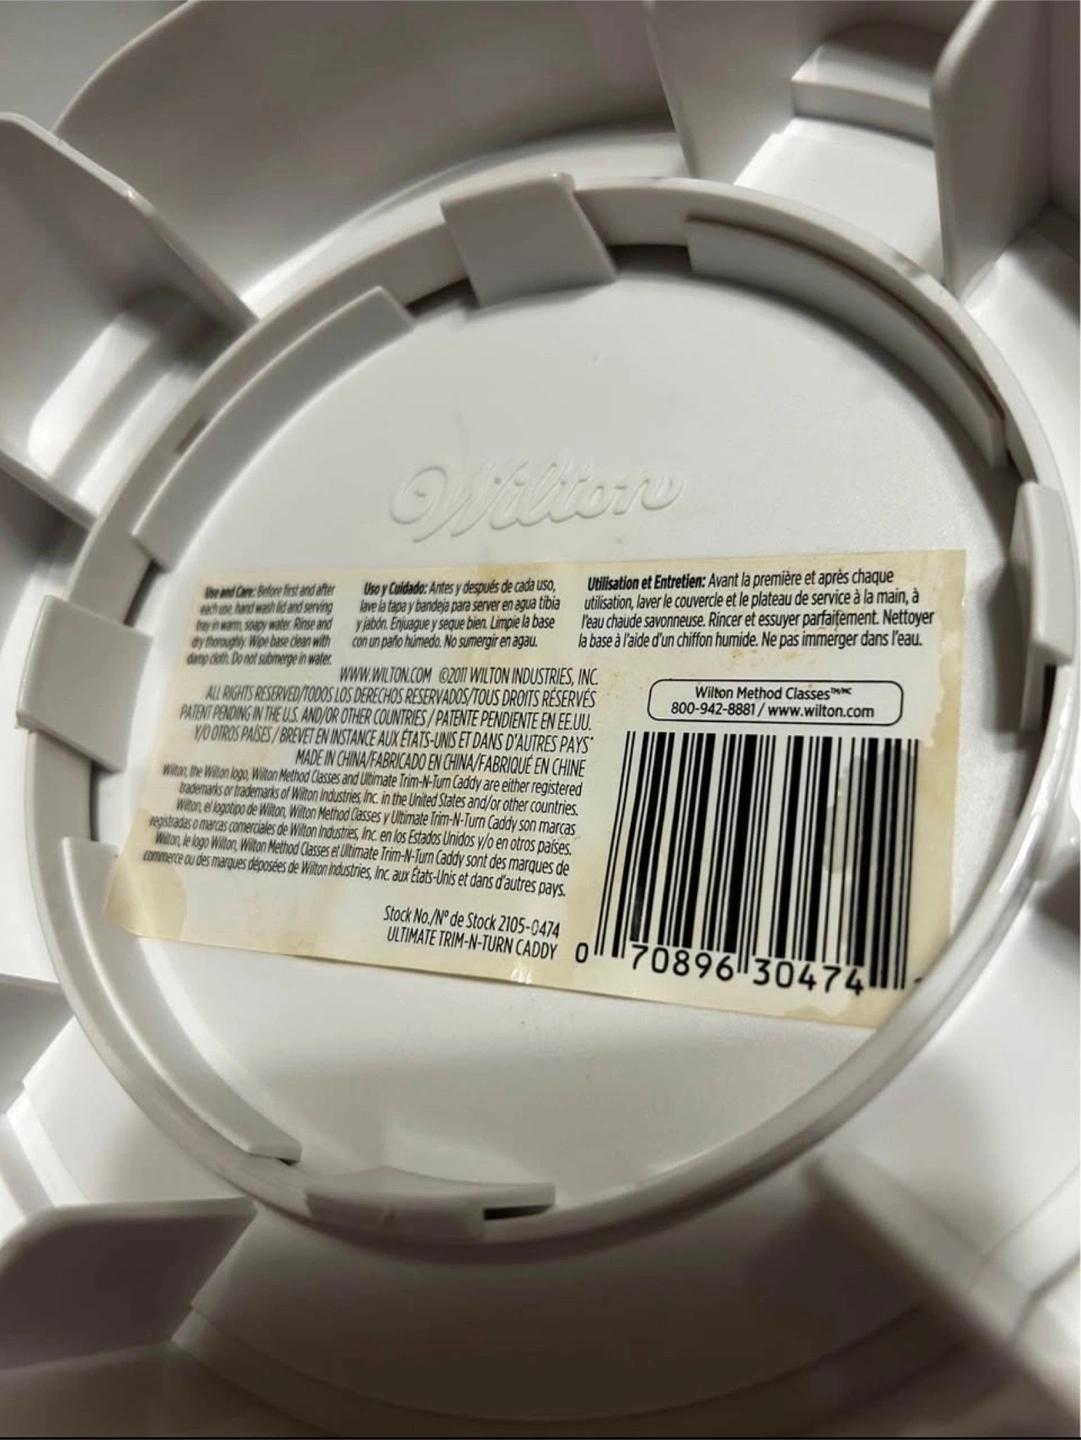 Wilton
Use and Care: Before first and after
each use, hand wash lid and serving
tray in warm, soapy water. Rinse and
dry thoroughly. Wipe base clean with
damp cloth. Do not submerge in water.
Uso y Cuidado: Antes y después de cada uso,
lave la tapa y bandeja para server en agua tibia
y jabón. Enjuague y seque bien. Limpie la base
con un paño húmedo. No sumergir en agau.
Utilisation et Entretien: Avant la première et après chaque
utilisation, laver le couvercle et le plateau de service à la main, à
l'eau chaude savonneuse. Rincer et essuyer parfaitement. Nettoyer
la base à l'aide d'un chiffon humide. Ne pas immerger dans l'eau.
WWW.WILTON.COM ©2011 WILTON INDUSTRIES, INC.
ALL RIGHTS RESERVED/TODOS LOS DERECHOS RESERVADOS/TOUS DROITS RÉSERVÉS
PATENT PENDING IN THE U.S. AND/OR OTHER COUNTRIES / PATENTE PENDIENTE EN EE.UU.
Y/O OTROS PAÍSES / BREVET EN INSTANCE AUX ÉTATS-UNIS ET DANS D'AUTRES PAYS
MADE IN CHINA/FABRICADO EN CHINA/FABRIQUÉ EN CHINE
Wilton, the Wilton logo, Wilton Method Classes and Ultimate Trim-N-Turn Caddy are either registered
trademarks or trademarks of Wilton Industries, Inc. in the United States and/or other countries.
Wilton, el logotipo de Wilton, Wilton Method Classes y Ultimate Trim-N-Turn Caddy son marcas
registradas o marcas comerciales de Wilton Industries, Inc. en los Estados Unidos y/o en otros países.
Wilton, le logo Wilton, Wilton Method Classes et Ultimate Trim-N-Turn Caddy sont des marques de
commerce ou des marques déposées de Wilton Industries, Inc. aux États-Unis et dans d'autres pays.
Stock No./Nº de Stock 2105-0474
ULTIMATE TRIM-N-TURN CADDY
Wilton Method Classes™/MC
800-942-8881 / www.wilton.com
0 70896 30474